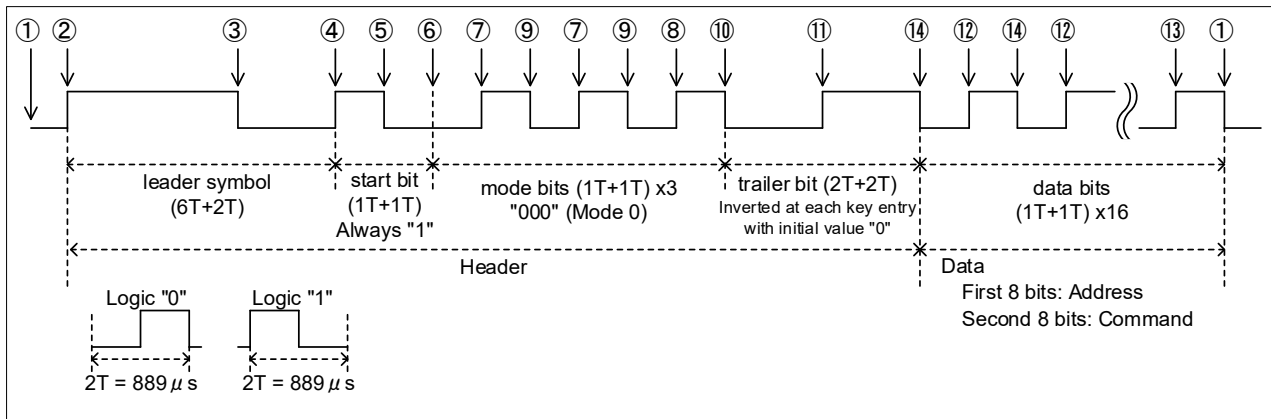 ① ② ③ ④ ⑤ ⑥ ⑦ ⑨ ⑦ ⑨ ⑧ ⑩ ⑪ ⑭ ⑫ ⑭ ⑫ ⑬ ①
leader symbol
(6T+2T)
start bit
(1T+1T)
Always "1"
mode bits (1T+1T) x3
"000" (Mode 0)
trailer bit (2T+2T)
Inverted at each key entry
with initial value "0"
data bits
(1T+1T) x16
Header
Data
First 8 bits: Address
Second 8 bits: Command
Logic "0"
2T = 889 μ s
Logic "1"
2T = 889 μ s